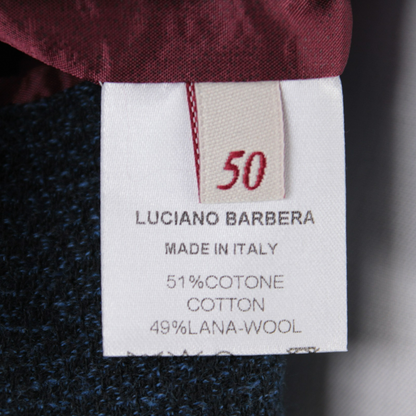 50
LUCIANO BARBERA
MADE IN ITALY
51%COTONE
COTTON
49%LANA-WOOL